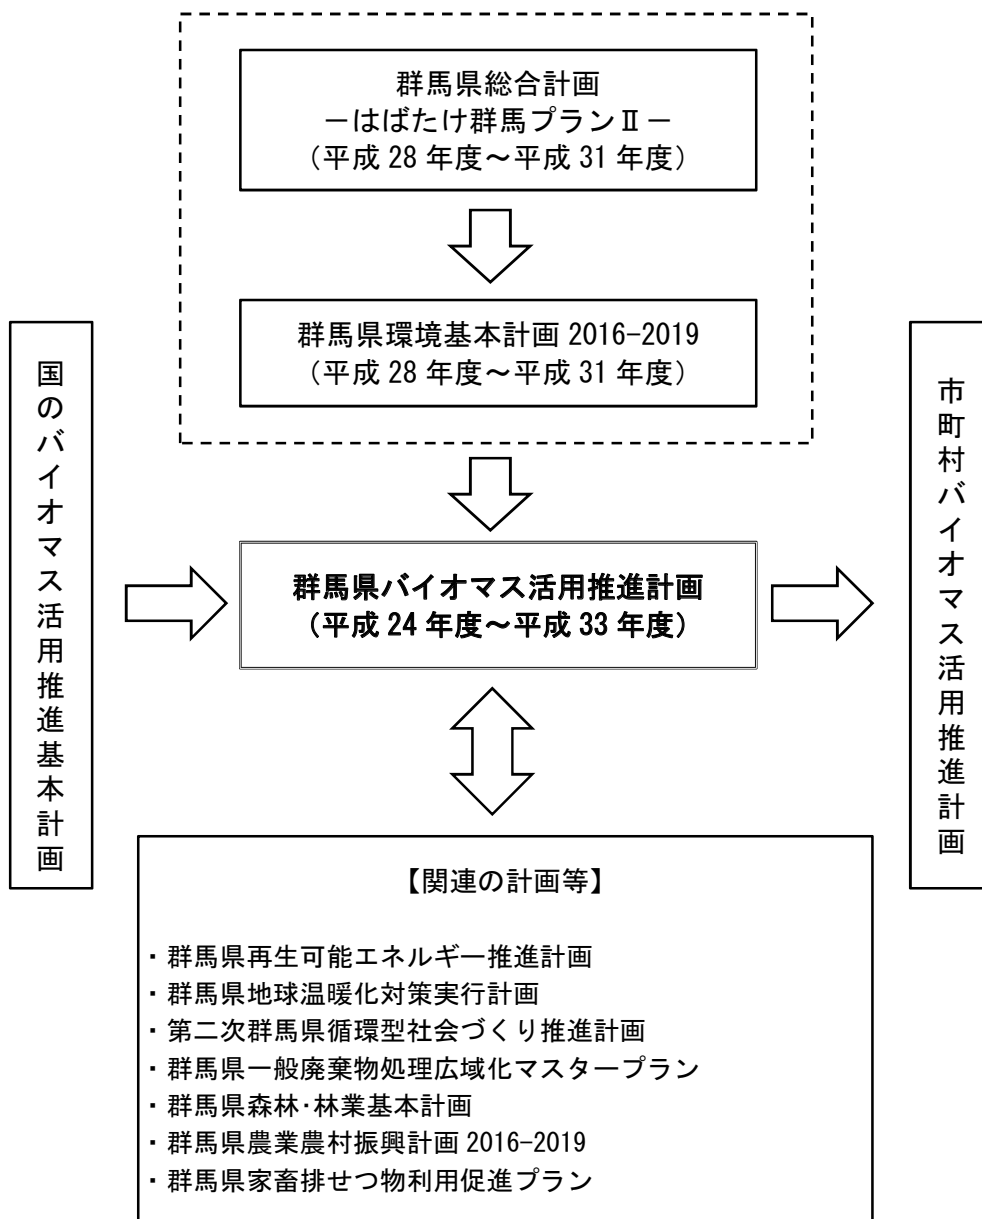 群馬県総合計画
－はばたけ群馬プランⅡ－
（平成 28 年度～平成 31 年度）
群馬県環境基本計画 2016-2019
（平成 28 年度～平成 31 年度）
国のバイオマス活用推進基本計画
群馬県バイオマス活用推進計画
（平成 24 年度～平成 33 年度）
市町村バイオマス活用推進計画
【関連の計画等】
・群馬県再生可能エネルギー推進計画
・群馬県地球温暖化対策実行計画
・第二次群馬県循環型社会づくり推進計画
・群馬県一般廃棄物処理広域化マスタープラン
・群馬県森林･林業基本計画
・群馬県農業農村振興計画 2016-2019
・群馬県家畜排せつ物利用促進プラン